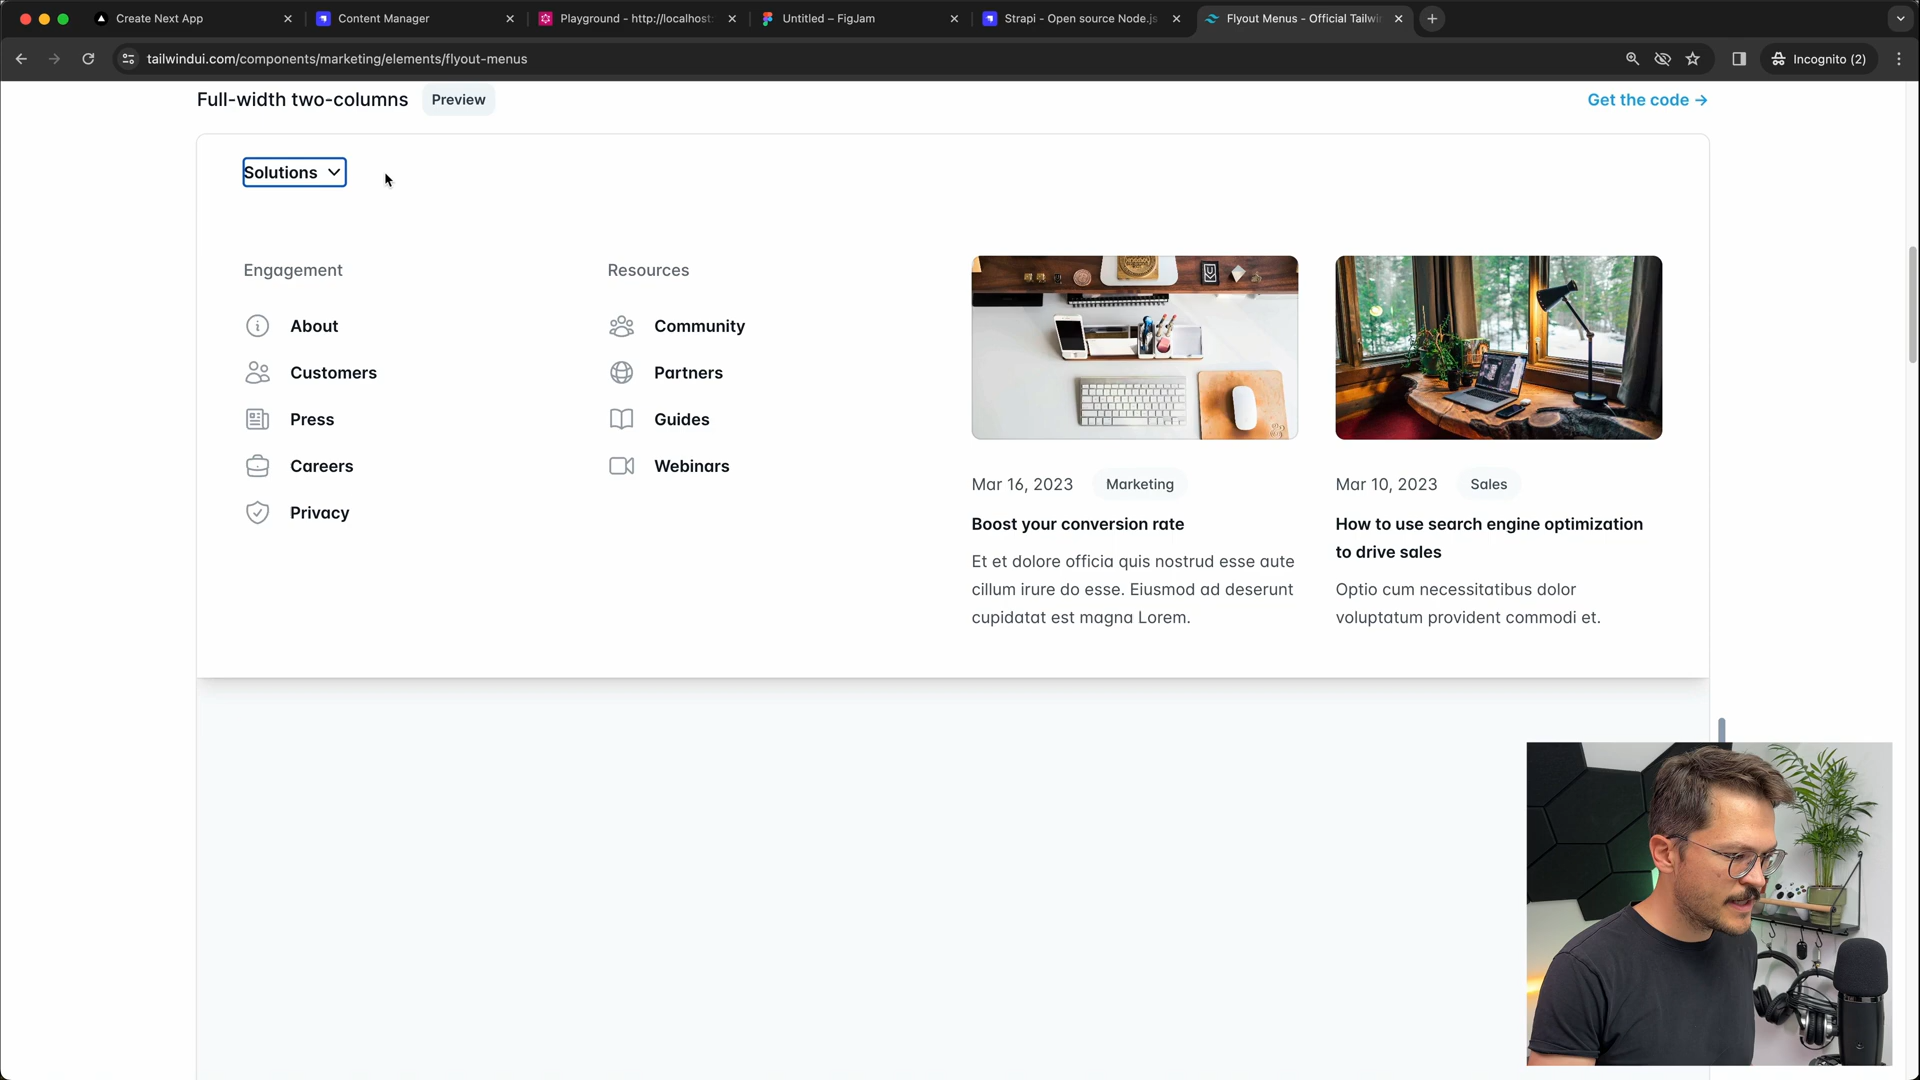 Create Next App
Content Manager
Playground - http://localhost:
Untitled – FigJam
Strapi - Open source Node.js
Flyout Menus - Official Tailwi
tailwindui.com/components/marketing/elements/flyout-menus
Incognito (2)
Full-width two-columns
Preview
Get the code →
Solutions
Engagement
About
Customers
Press
Careers
Privacy
Resources
Community
Partners
Guides
Webinars
Mar 16, 2023
Marketing
Boost your conversion rate
Et et dolore officia quis nostrud esse aute
cillum irure do esse. Eiusmod ad deserunt
cupidatat est magna Lorem.
Mar 10, 2023
Sales
How to use search engine optimization
to drive sales
Optio cum necessitatibus dolor
voluptatum provident commodi et.